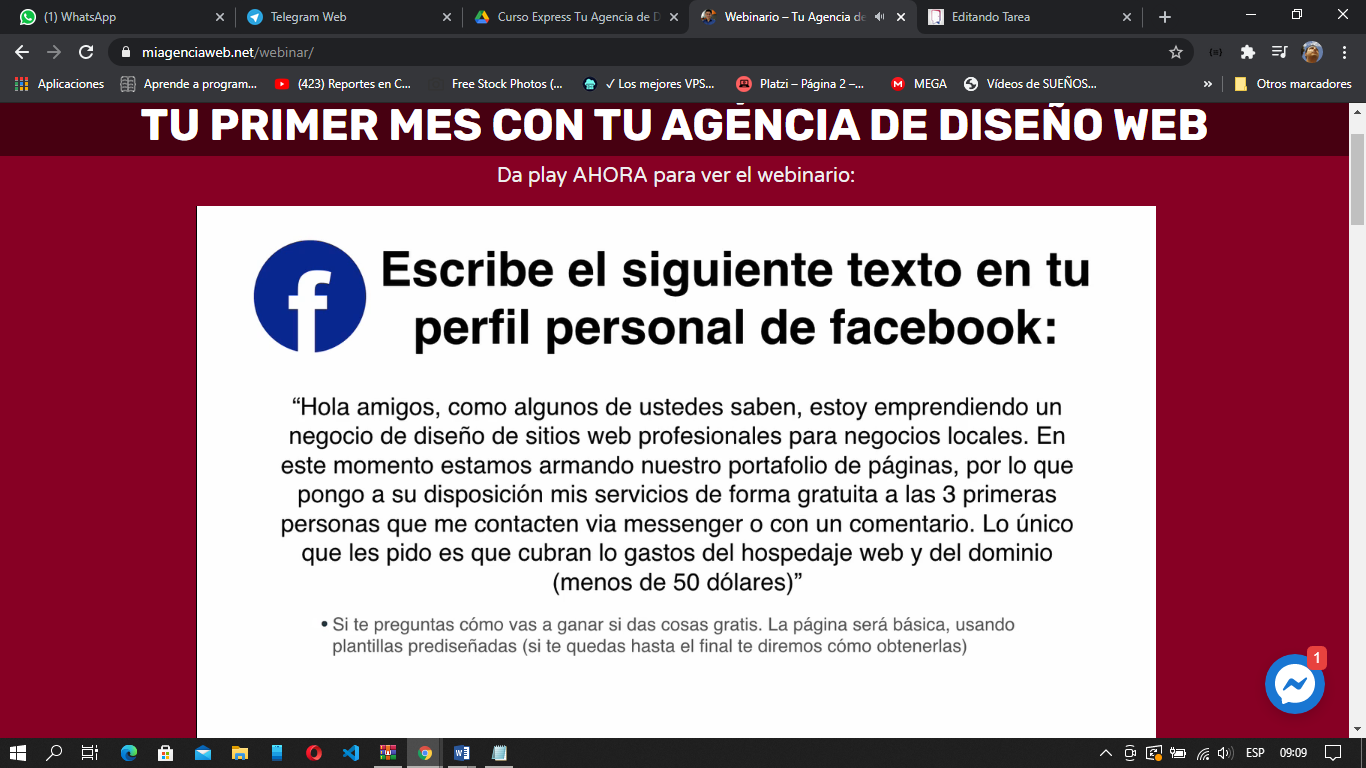 (1) WhatsApp
Telegram Web
Curso Express Tu Agencia de D
Webinario – Tu Agencia de
Editando Tarea
miagenciaweb.net/webinar/
Aplicaciones
Aprende a program...
(423) Reportes en C...
Free Stock Photos (...
✓ Los mejores VPS...
Platzi – Página 2 –...
MEGA
Vídeos de SUEÑOS...
»
Otros marcadores
TU PRIMER MES CON TU AGENCIA DE DISEÑO WEB
Da play AHORA para ver el webinario:
Escribe el siguiente texto en tu
perfil personal de facebook:
“Hola amigos, como algunos de ustedes saben, estoy emprendiendo un
negocio de diseño de sitios web profesionales para negocios locales. En
este momento estamos armando nuestro portafolio de páginas, por lo que
pongo a su disposición mis servicios de forma gratuita a las 3 primeras
personas que me contacten via messenger o con un comentario. Lo único
que les pido es que cubran lo gastos del hospedaje web y del dominio
(menos de 50 dólares)”
• Si te preguntas cómo vas a ganar si das cosas gratis. La página será básica, usando
plantillas prediseñadas (si te quedas hasta el final te diremos cómo obtenerlas)
1
ESP
09:09